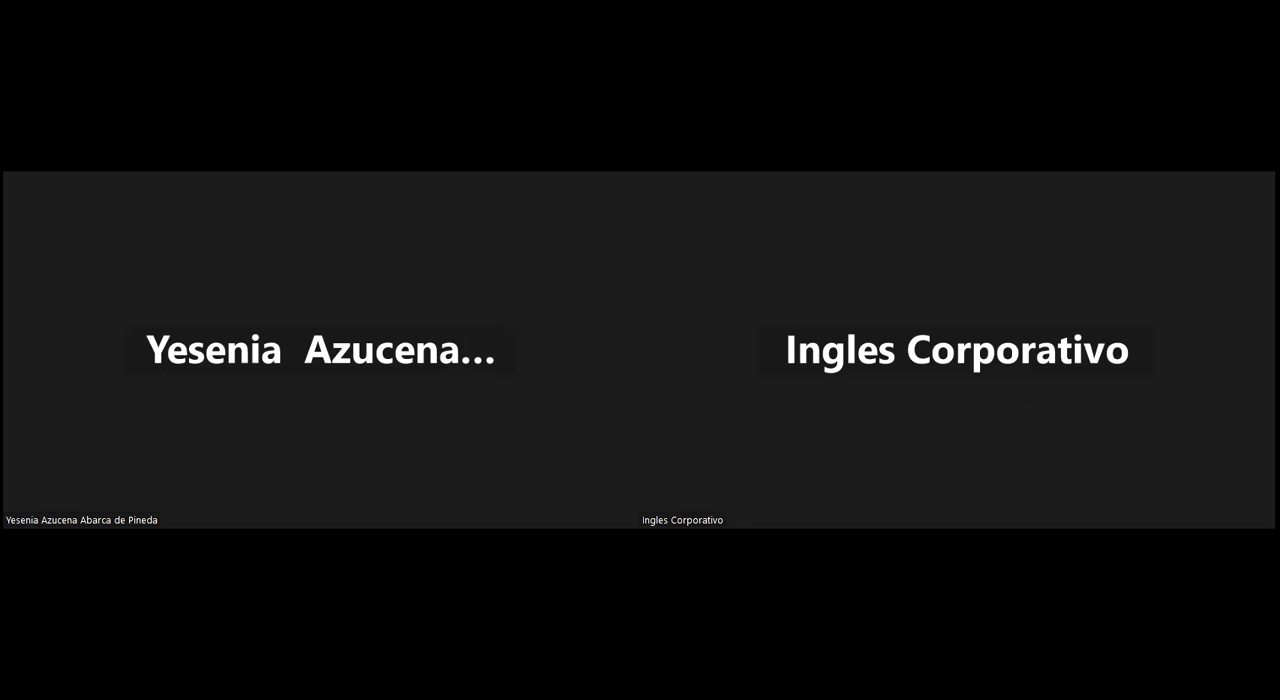 Yesenia  Azucena...
Ingles Corporativo
Yesenia Azucena Abarca de Pineda
Ingles Corporativo